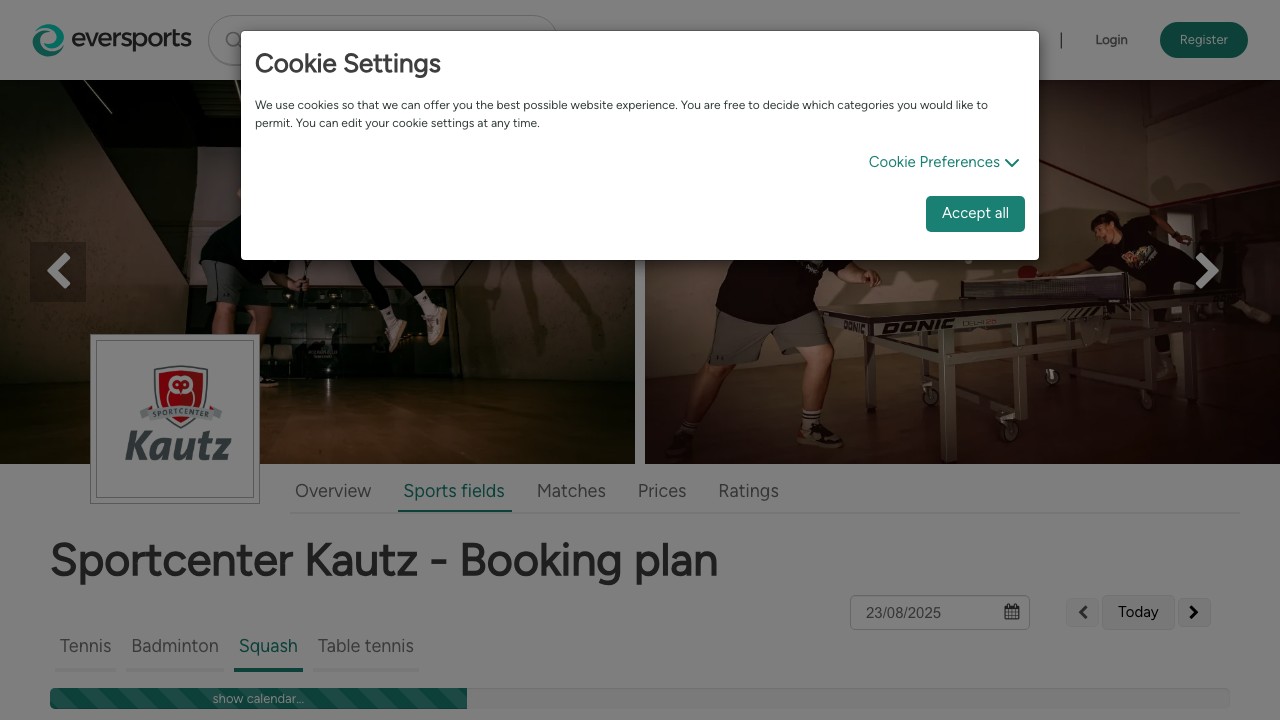 eversports
| Login Register
Cookie Settings
We use cookies so that we can offer you the best possible website experience. You are free to decide which categories you would like to
permit. You can edit your cookie settings at any time.
Cookie Preferences
Accept all
DONIC
DONIC
SPORTCENTER
Kautz
Overview Sports fields Matches Prices Ratings
Sportcenter Kautz - Booking plan
23/08/2025 Today
Tennis Badminton Squash Table tennis
show calendar...